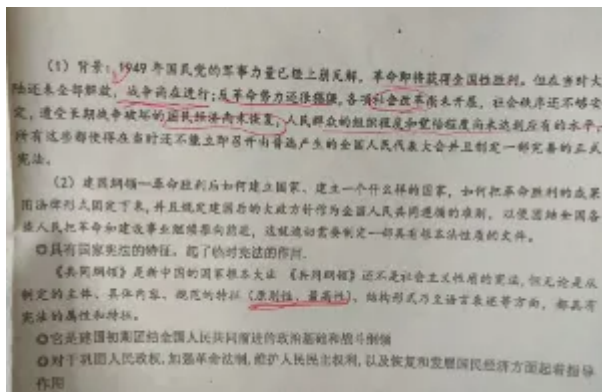 (1) 背景:1949年国民党的军事力量已经土崩瓦解,革命即将获得全国性胜利。但在当时大
陆还未全部解放,战争尚在进行;反革命势力还很猖獗,各项社会改革尚未开展,社会秩序还不够安
定,遭受长期战争破坏的国民经济尚未恢复,人民群众的组织程度和觉悟程度尚未达到应有的水平,
所有这些都使得在当时还不能立即召开由普选产生的全国人民代表大会并且制定一部完善的正式
宪法。
(2) 建国纲领—革命胜利后如何建立国家、建立一个什么样的国家,如何把革命胜利的成果
用法律形式固定下来,并且规定建国后的大政方针作为全国人民共同遵循的准则,以便团结全国各
族人民把革命和建设事业继续推向前进,这就迫切需要制定一部具有根本法性质的文件。
◎具有国家宪法的特征,起了临时宪法的作用。
《共同纲领》是新中国的国家根本大法 《共同纲领》还不是社会主义性质的宪法,但无论是从
制定的主体、具体内容、规范的特征(原则性、最高性)、结构形式乃至语言表述等方面,都具有
宪法的属性和特征。
◎它是建国初期团结全国人民共同前进的政治基础和战斗纲领
◎对于巩固人民政权,加强革命法制,维护人民民主权利,以及恢复和发展国民经济方面起着指导
作用